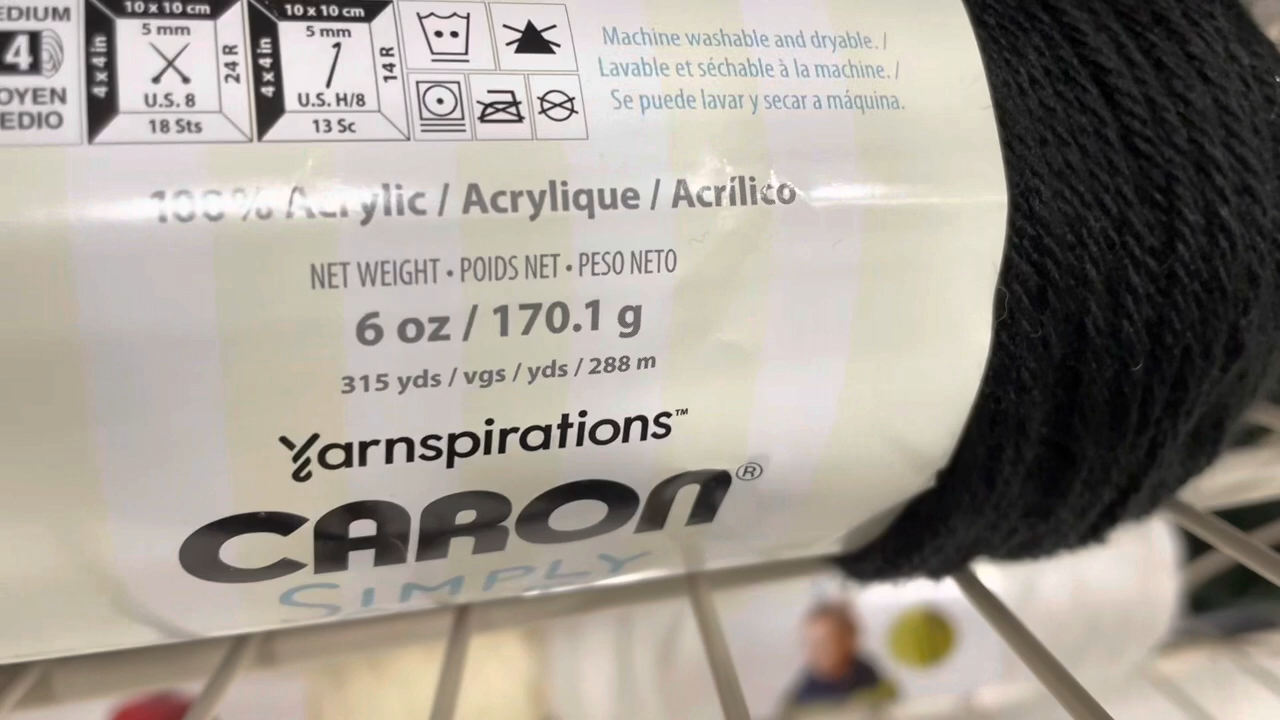 EDIUM
4
OYEN
EDIO
10 x 10 cm
4 x 4 in
5 mm
24 R
U.S. 8
18 Sts
10 x 10 cm
4 x 4 in
5 mm
14 R
U.S. H/8
13 Sc
Machine washable and dryable. /
Lavable et séchable à la machine. /
Se puede lavar y secar a máquina.
100% Acrylic / Acrylique / Acrílico
NET WEIGHT • POIDS NET • PESO NETO
6 oz / 170.1 g
315 yds / vgs / yds / 288 m
Yarnspirations™
CARON®
SIMPLY